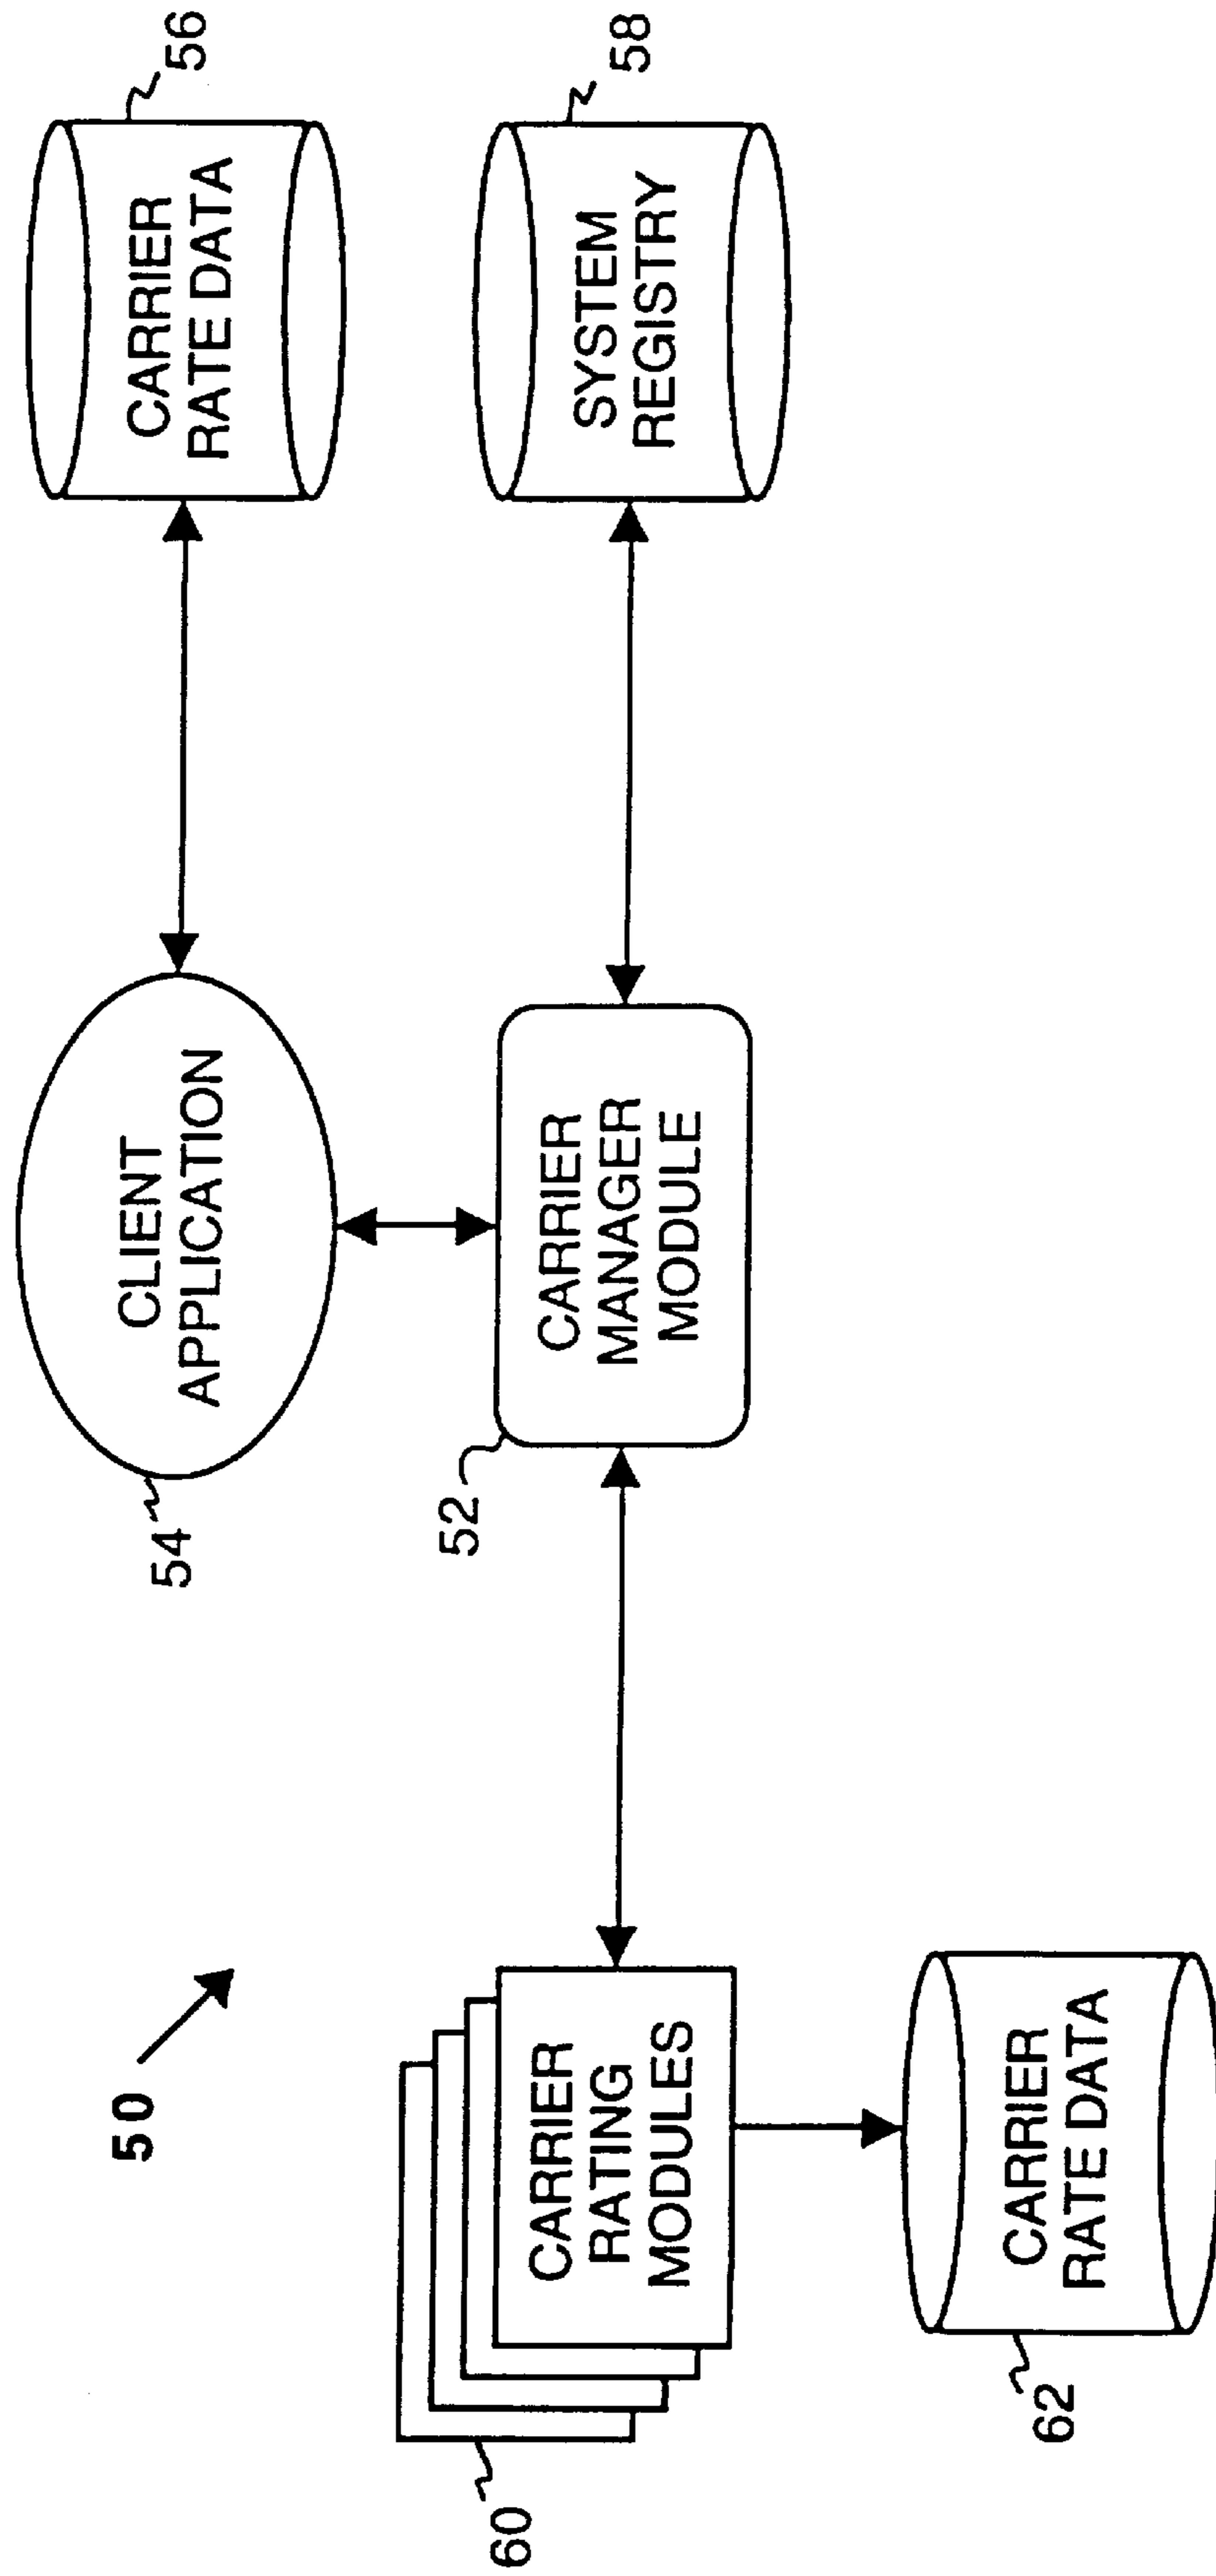 50
54
CLIENT
APPLICATION
CARRIER
RATE DATA
56
60
CARRIER
RATING
MODULES
52
CARRIER
MANAGER
MODULE
SYSTEM
REGISTRY
58
62
CARRIER
RATE DATA